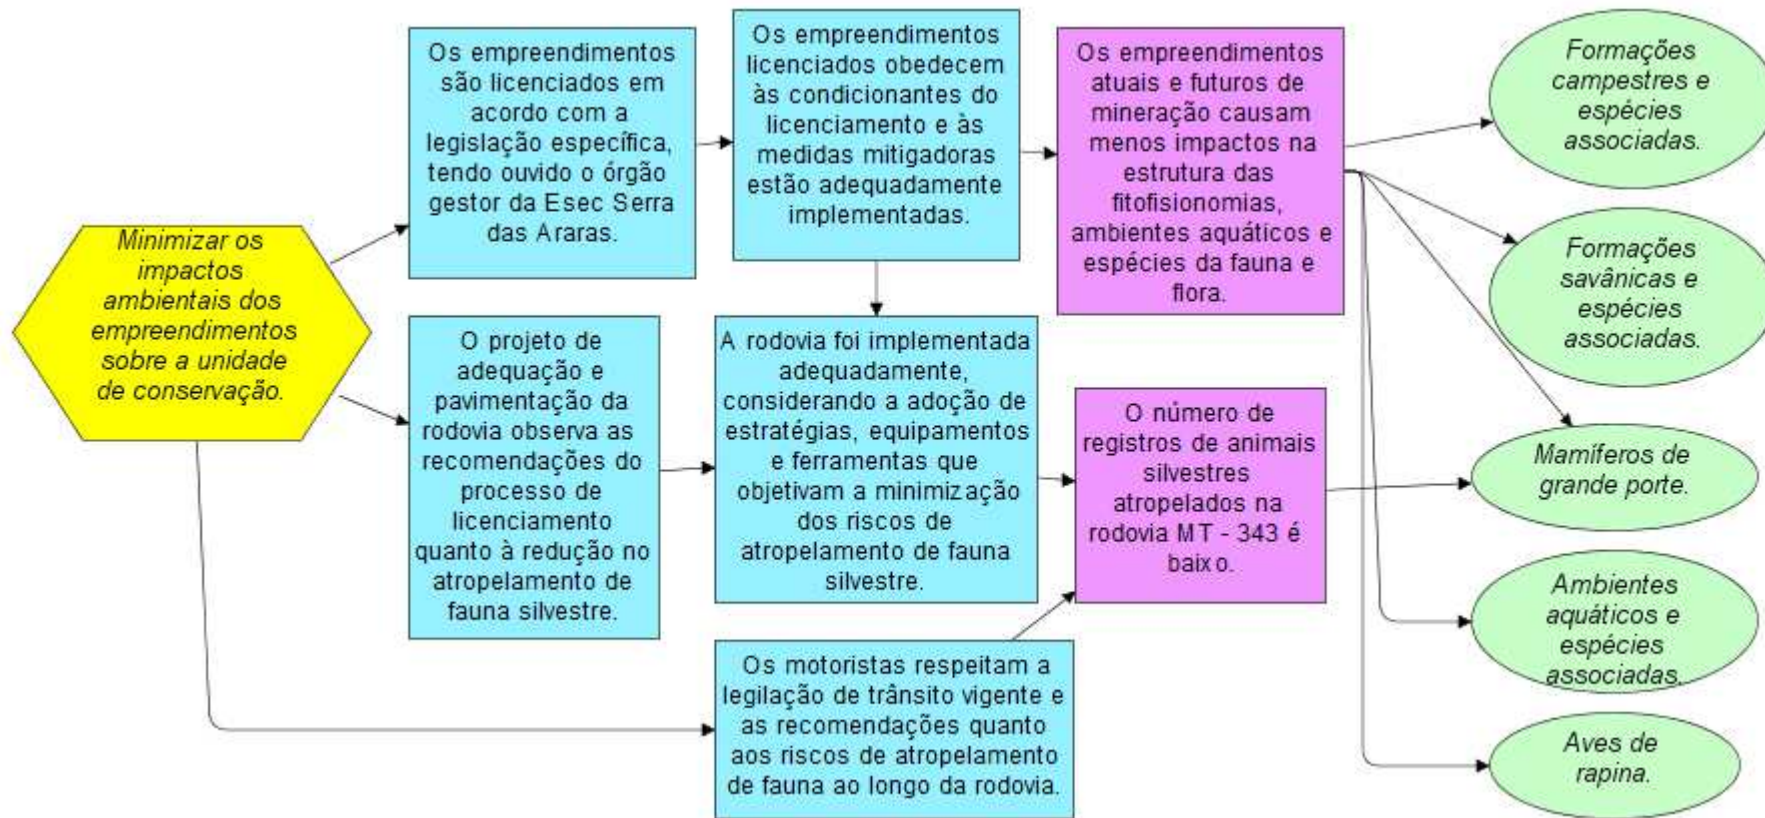 Minimizar os
impactos
ambientais dos
empreendimentos
sobre a unidade
de conservação.
Os empreendimentos
são licenciados em
acordo com a
legislação específica,
tendo ouvido o órgão
gestor da Esec Serra
das Araras.
O projeto de
adequação e
pavimentação da
rodovia observa as
recomendações do
processo de
licenciamento
quanto à redução no
atropelamento de
fauna silvestre.
Os empreendimentos
licenciados obedecem
às condicionantes do
licenciamento e às
medidas mitigadoras
estão adequadamente
implementadas.
A rodovia foi implementada
adequadamente,
considerando a adoção de
estratégias, equipamentos
e ferramentas que
objetivam a minimização
dos riscos de
atropelamento de fauna
silvestre.
Os motoristas respeitam a
legilação de trânsito vigente e
as recomendações quanto
aos riscos de atropelamento
de fauna ao longo da rodovia.
Os empreendimentos
atuais e futuros de
mineração causam
menos impactos na
estrutura das
fitofisionomias,
ambientes aquáticos e
espécies da fauna e
flora.
O número de
registros de animais
silvestres
atropelados na
rodovia MT - 343 é
baixo.
Formações
campestres e
espécies
associadas.
Formações
savânicas e
espécies
associadas.
Mamíferos de
grande porte.
Ambientes
aquáticos e
espécies
associadas.
Aves de
rapina.